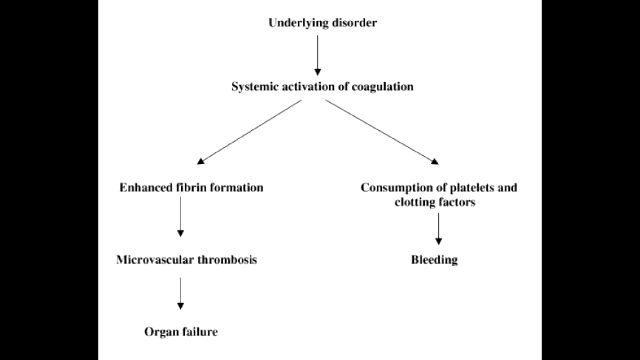 Underlying disorder
Systemic activation of coagulation
Enhanced fibrin formation
Consumption of platelets and
clotting factors
Microvascular thrombosis
Bleeding
Organ failure